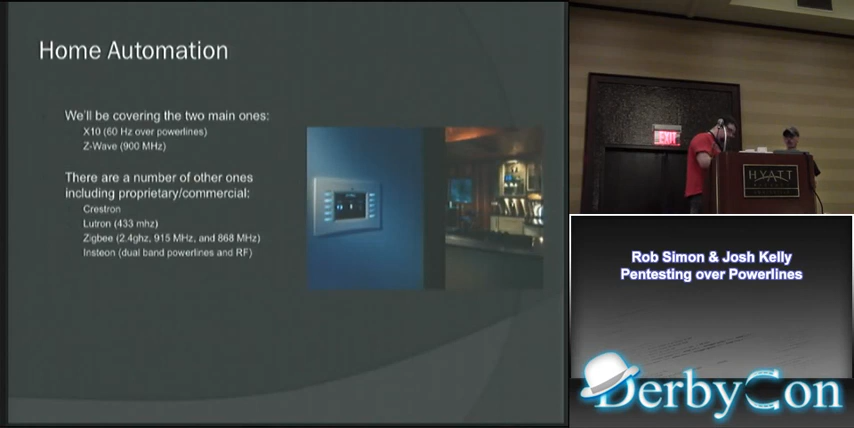 Home Automation
We'll be covering the two main ones:
X10 (60 Hz over powerlines)
Z-Wave (900 MHz)
There are a number of other ones
including proprietary/commercial:
Crestron
Lutron (433 mhz)
Zigbee (2.4ghz, 915 MHz, and 868 MHz)
Insteon (dual band powerlines and RF)
EXIT
HYATT
Rob Simon & Josh Kelly
Pentesting over Powerlines
DerbyCon